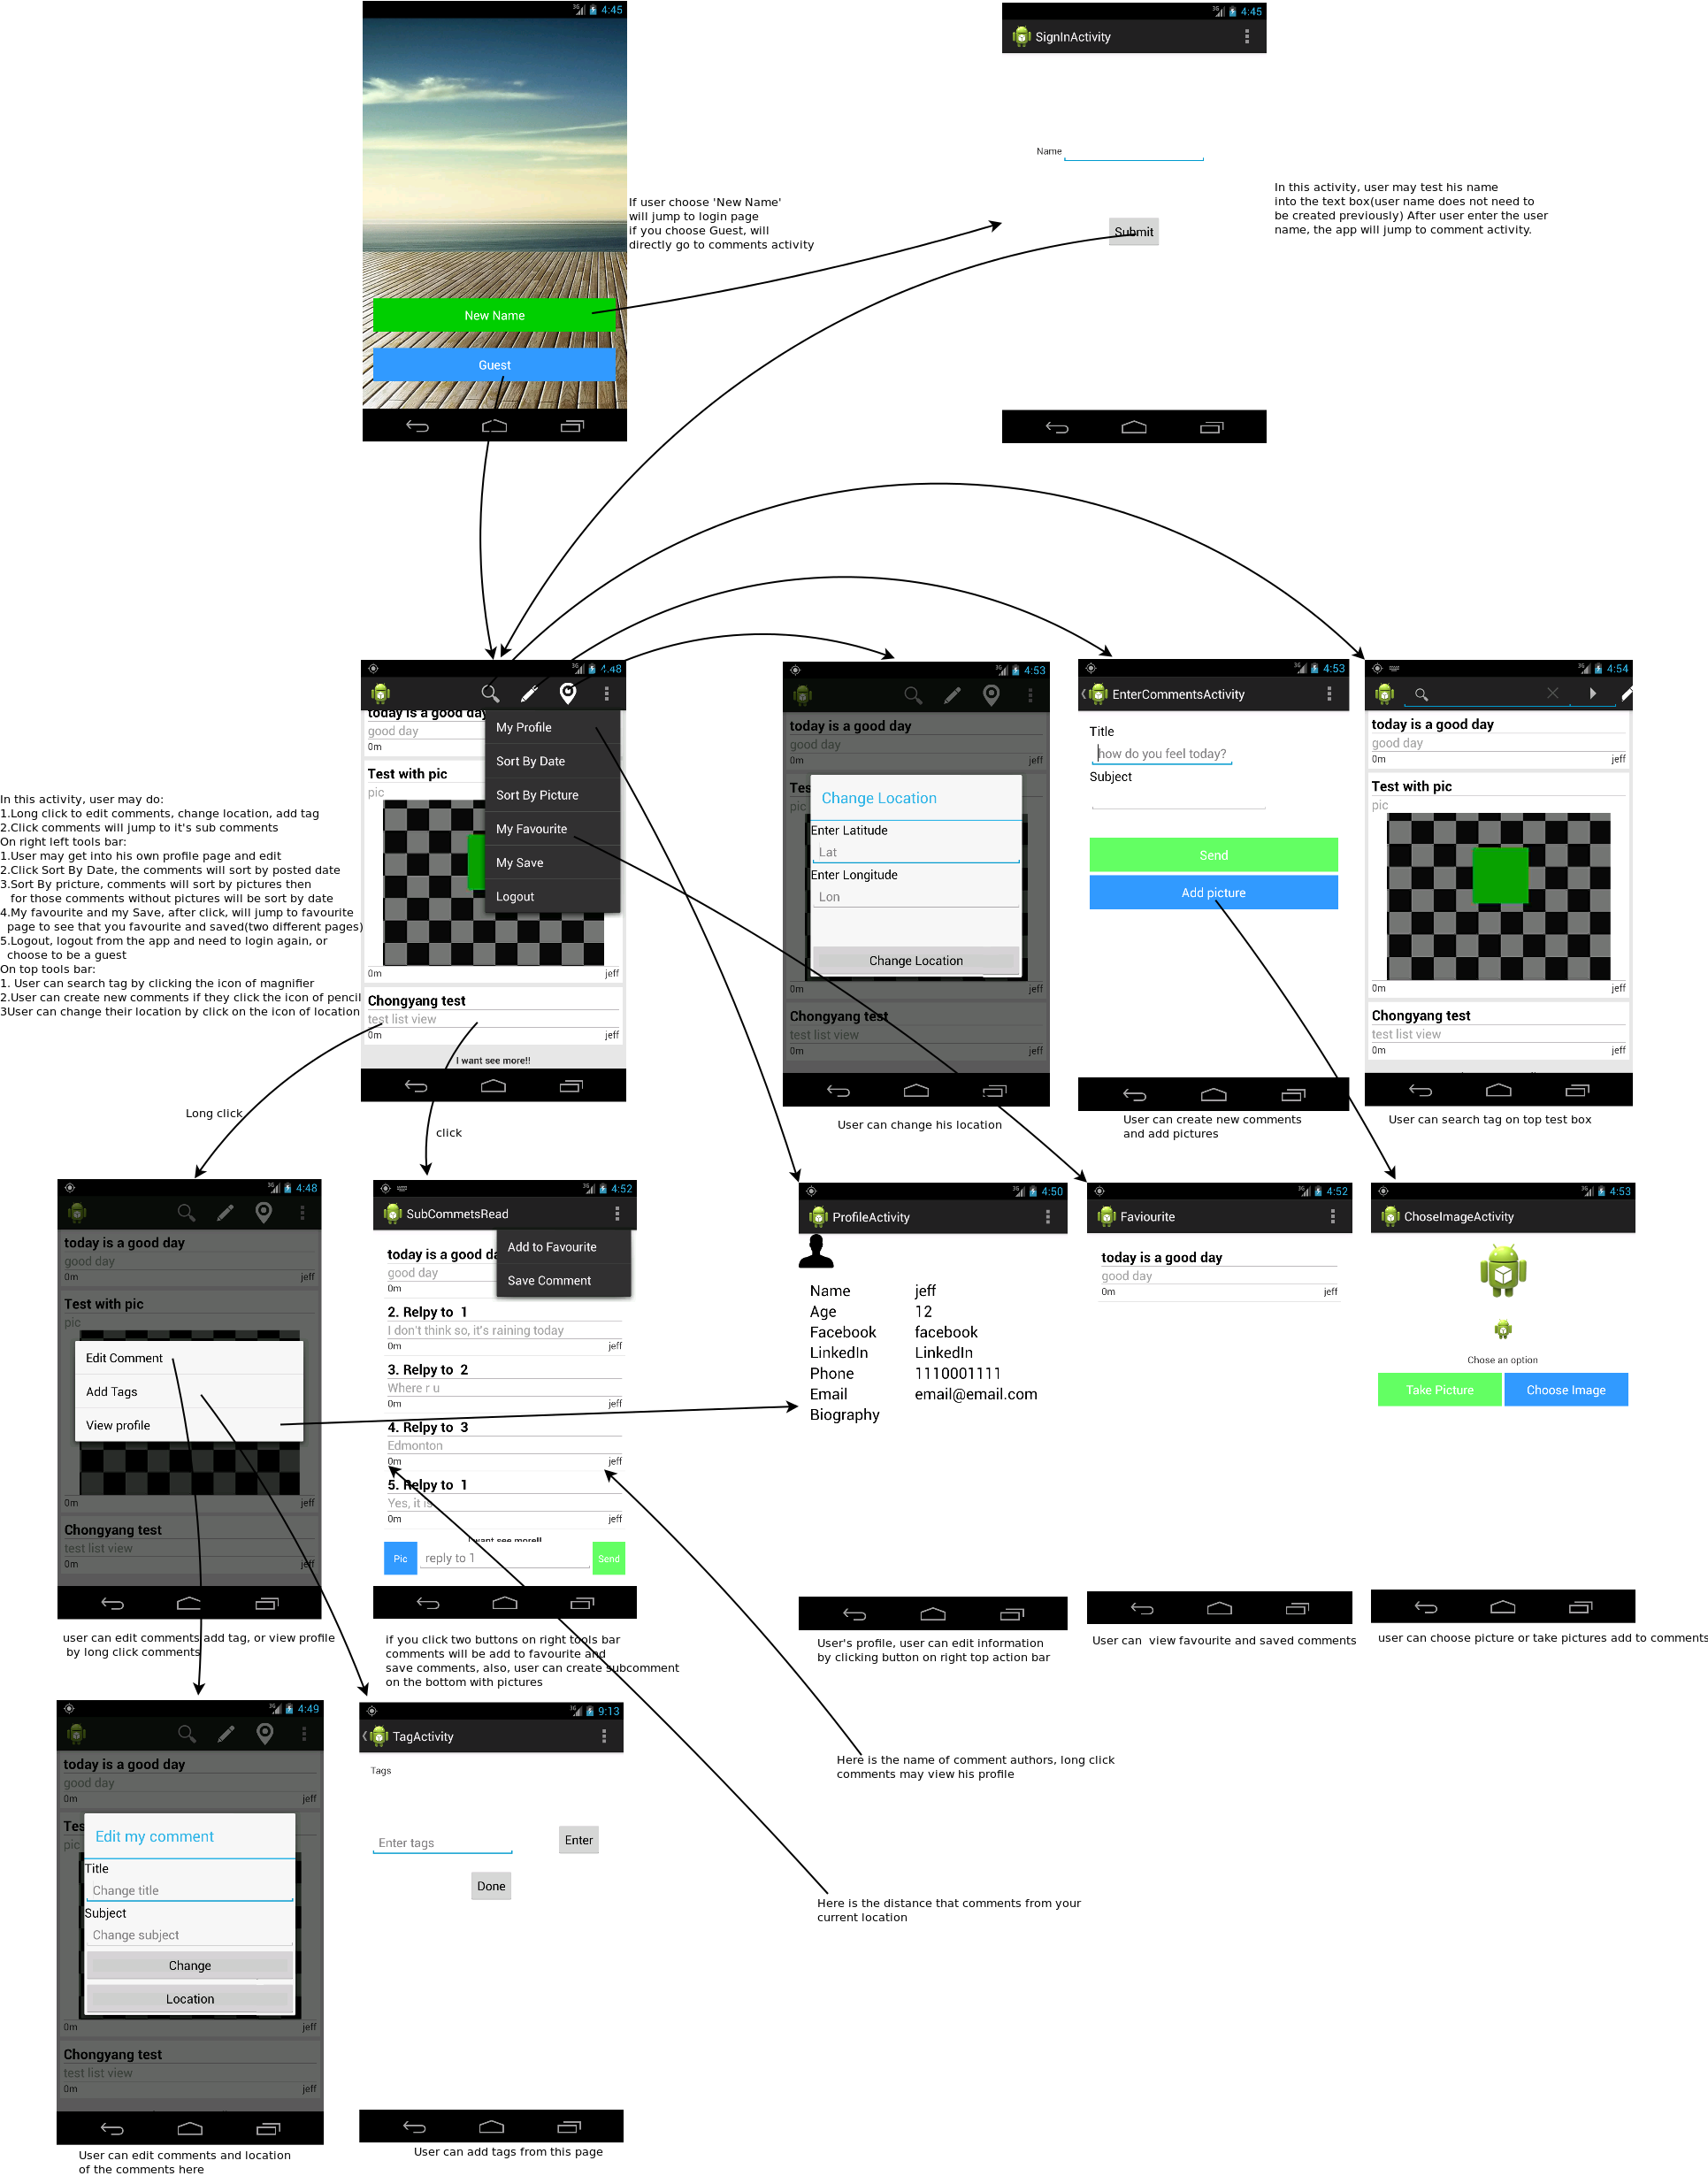 4:45
If user choose 'New Name'
will jump to login page
if you choose Guest, will
directly go to comments activity
New Name
Guest
4:45
SignInActivity
Name
Submit
In this activity, user may test his name
into the text box(user name does not need to
be created previously) After user enter the user
name, the app will jump to comment activity.
In this activity, user may do:
1.Long click to edit comments, change location, add tag
2.Click comments will jump to it's sub comments
On right left tools bar:
1.User may get into his own profile page and edit
2.Click Sort By Date, the comments will sort by posted date
3.Sort By pricture, comments will sort by pictures then
for those comments without pictures will be sort by date
4.My favourite and my Save, after click, will jump to favourite
page to see that you favourite and saved(two different pages)
5.Logout, logout from the app and need to login again, or
choose to be a guest
On top tools bar:
1. User can search tag by clicking the icon of magnifier
2.User can create new comments if they click the icon of pencil
3User can change their location by click on the icon of location
4:48
today is a good day
good day
0m
Test with pic
pic
My Profile
Sort By Date
Sort By Picture
My Favourite
My Save
Logout
0m jeff
Chongyang test
test list view
0m jeff
I want see more!!
4:53
today is a good day
good day
0m jeff
Tes
pic
Change Location
Enter Latitude
Lat
Enter Longitude
Lon
Change Location
0m jeff
Chongyang test
test list view
0m jeff
User can change his location
4:53
EnterCommentsActivity
Title
how do you feel today?
Subject
Send
Add picture
User can create new comments
and add pictures
4:54
today is a good day
good day
0m jeff
Test with pic
pic
0m jeff
Chongyang test
test list view
0m jeff
User can search tag on top test box
Long click
click
4:48
today is a good day
good day
0m jeff
Test with pic
pic
Edit Comment
Add Tags
View profile
0m jeff
Chongyang test
test list view
0m jeff
user can edit comments add tag, or view profile
by long click comments
4:52
SubCommetsRead
Add to Favourite
Save Comment
today is a good da
good day
0m
2. Relpy to 1
I don't think so, it's raining today
0m jeff
3. Relpy to 2
Where r u
0m jeff
4. Relpy to 3
Edmonton
0m jeff
5. Relpy to 1
Yes, it is
0m jeff
I want see more!!
Pic reply to 1 Send
if you click two buttons on right tools bar
comments will be add to favourite and
save comments, also, user can create subcomment
on the bottom with pictures
4:50
ProfileActivity
Name jeff
Age 12
Facebook facebook
LinkedIn LinkedIn
Phone 1110001111
Email email@email.com
Biography
User's profile, user can edit information
by clicking button on right top action bar
4:52
Faviourite
today is a good day
good day
0m jeff
User can view favourite and saved comments
4:53
ChoseImageActivity
Chose an option
Take Picture Choose Image
user can choose picture or take pictures add to comments
4:49
today is a good day
good day
0m jeff
Tes
pic
Edit my comment
Title
Change title
Subject
Change subject
Change
Location
0m jeff
Chongyang test
test list view
0m jeff
User can edit comments and location
of the comments here
9:13
TagActivity
Tags
Enter tags Enter
Done
User can add tags from this page
Here is the name of comment authors, long click
comments may view his profile
Here is the distance that comments from your
current location